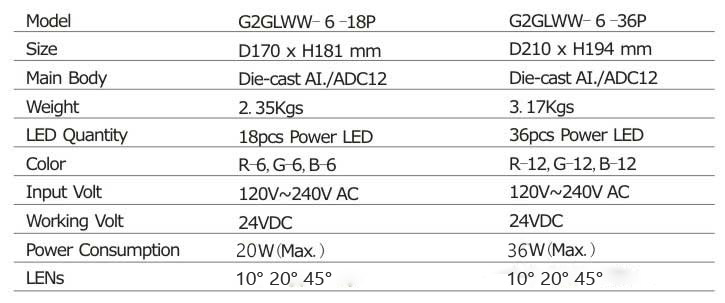 Model G2GLWW- 6 -18P G2GLWW- 6 -36P
Size D170 x H181 mm D210 x H194 mm
Main Body Die-cast AI./ADC12 Die-cast AI./ADC12
Weight 2.35Kgs 3.17Kgs
LED Quantity 18pcs Power LED 36pcs Power LED
Color R-6, G-6, B-6 R-12, G-12, B-12
Input Volt 120V~240V AC 120V~240V AC
Working Volt 24VDC 24VDC
Power Consumption 20W(Max.) 36W(Max.)
LENs 10° 20° 45° 10° 20° 45°